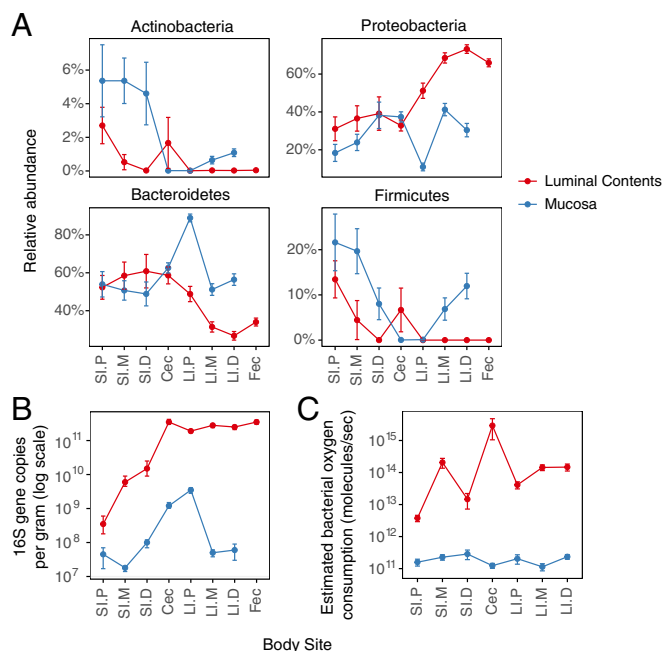 A
Actinobacteria
Proteobacteria
6%
4%
2%
0%
60%
40%
20%
Relative abundance
Bacteroidetes
Firmicutes
80%
60%
40%
20%
10%
0%
Luminal Contents
Mucosa
SI.P
SI.M
SI.D
Cec
LI.P
LI.M
LI.D
Fec
SI.P
SI.M
SI.D
Cec
LI.P
LI.M
LI.D
Fec
B
16S gene copies
per gram (log scale)
10¹¹
10¹⁰
10⁹
10⁸
10⁷
SI.P
SI.M
SI.D
Cec
LI.P
LI.M
LI.D
Fec
C
Estimated bacterial oxygen
consumption (molecules/sec)
10¹⁵
10¹⁴
10¹³
10¹²
10¹¹
SI.P
SI.M
SI.D
Cec
LI.P
LI.M
LI.D
Body Site